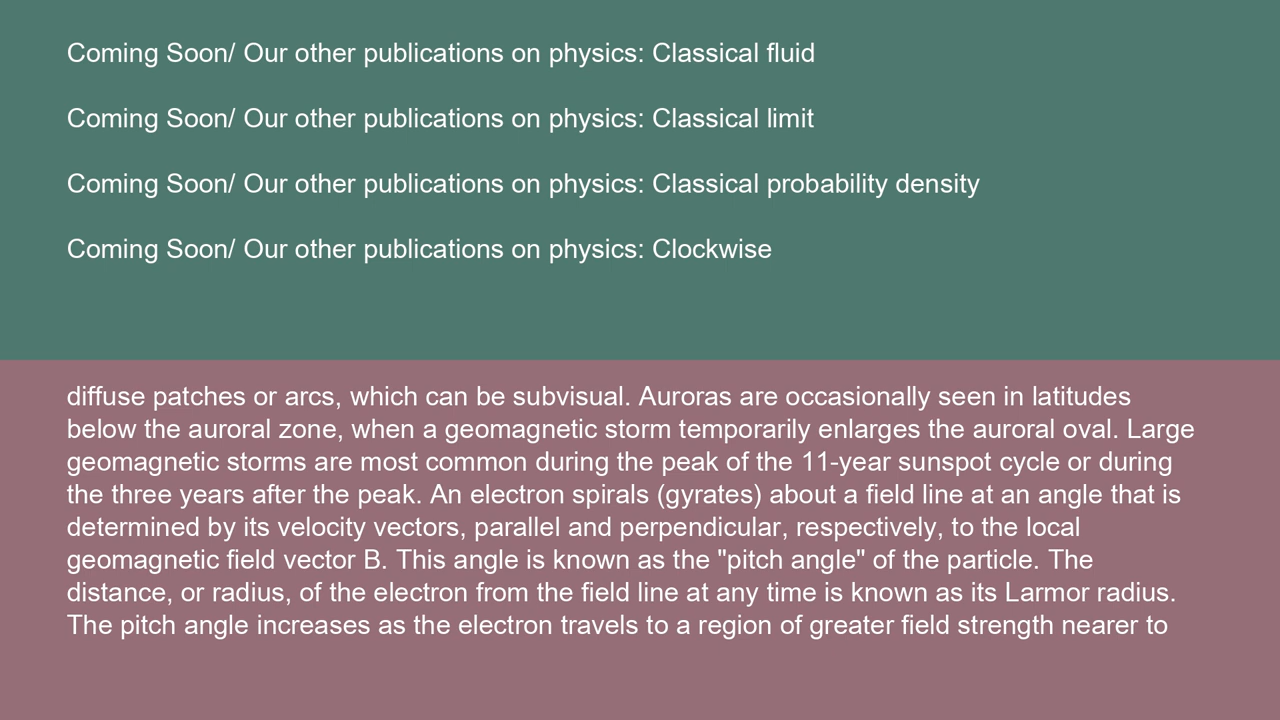 Coming Soon/ Our other publications on physics: Classical fluid
Coming Soon/ Our other publications on physics: Classical limit
Coming Soon/ Our other publications on physics: Classical probability density
Coming Soon/ Our other publications on physics: Clockwise
diffuse patches or arcs, which can be subvisual. Auroras are occasionally seen in latitudes
below the auroral zone, when a geomagnetic storm temporarily enlarges the auroral oval. Large
geomagnetic storms are most common during the peak of the 11-year sunspot cycle or during
the three years after the peak. An electron spirals (gyrates) about a field line at an angle that is
determined by its velocity vectors, parallel and perpendicular, respectively, to the local
geomagnetic field vector B. This angle is known as the "pitch angle" of the particle. The
distance, or radius, of the electron from the field line at any time is known as its Larmor radius.
The pitch angle increases as the electron travels to a region of greater field strength nearer to